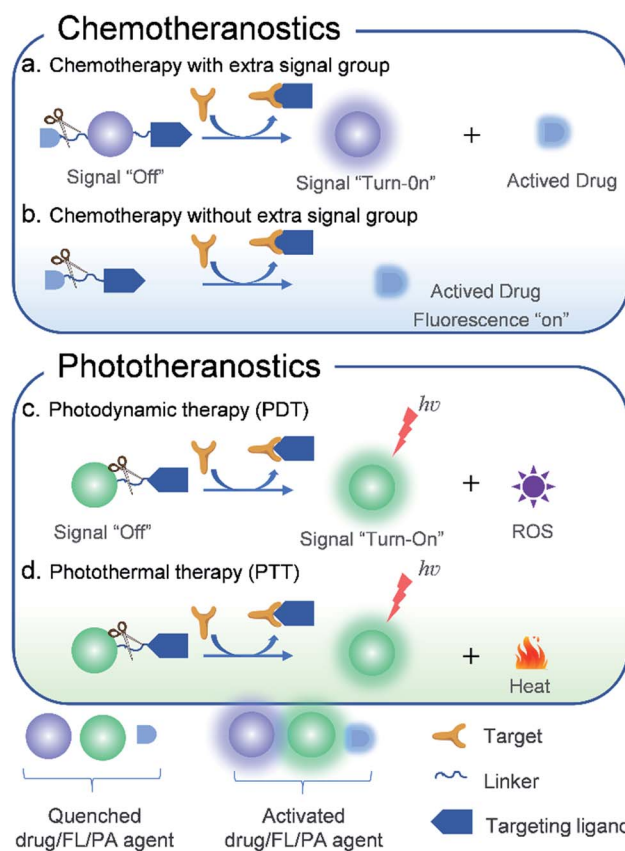 Chemotheranostics
a. Chemotherapy with extra signal group
Signal “Off”
Signal “Turn-0n”
+
Actived Drug
b. Chemotherapy without extra signal group
Actived Drug
Fluorescence “on”
Phototheranostics
c. Photodynamic therapy (PDT)
hv
Signal “Off”
Signal “Turn-On”
+
ROS
d. Photothermal therapy (PTT)
hv
+
Heat
Quenched
drug/FL/PA agent
Activated
drug/FL/PA agent
Target
Linker
Targeting ligand